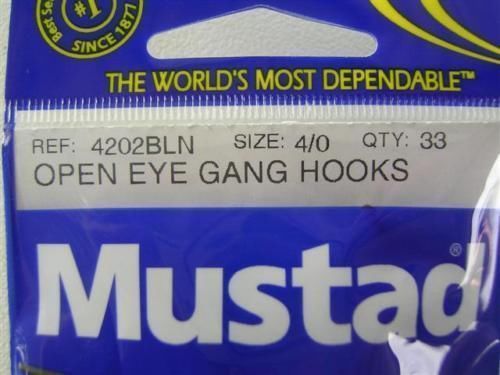 Best Se
#1
SINCE 1877
THE WORLD'S MOST DEPENDABLE™
REF: 4202BLN SIZE: 4/0 QTY: 33
OPEN EYE GANG HOOKS
Mustad®